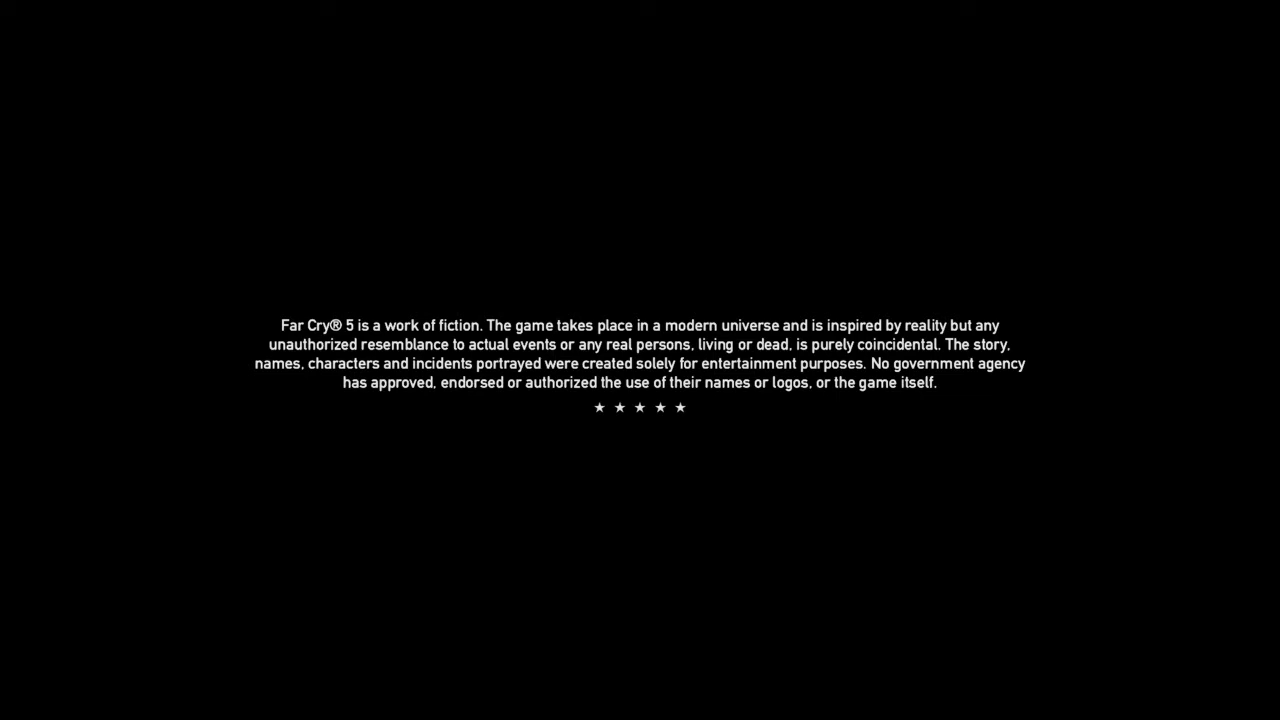 Far Cry® 5 is a work of fiction. The game takes place in a modern universe and is inspired by reality but any
unauthorized resemblance to actual events or any real persons, living or dead, is purely coincidental. The story,
names, characters and incidents portrayed were created solely for entertainment purposes. No government agency
has approved, endorsed or authorized the use of their names or logos, or the game itself.
★ ★ ★ ★ ★